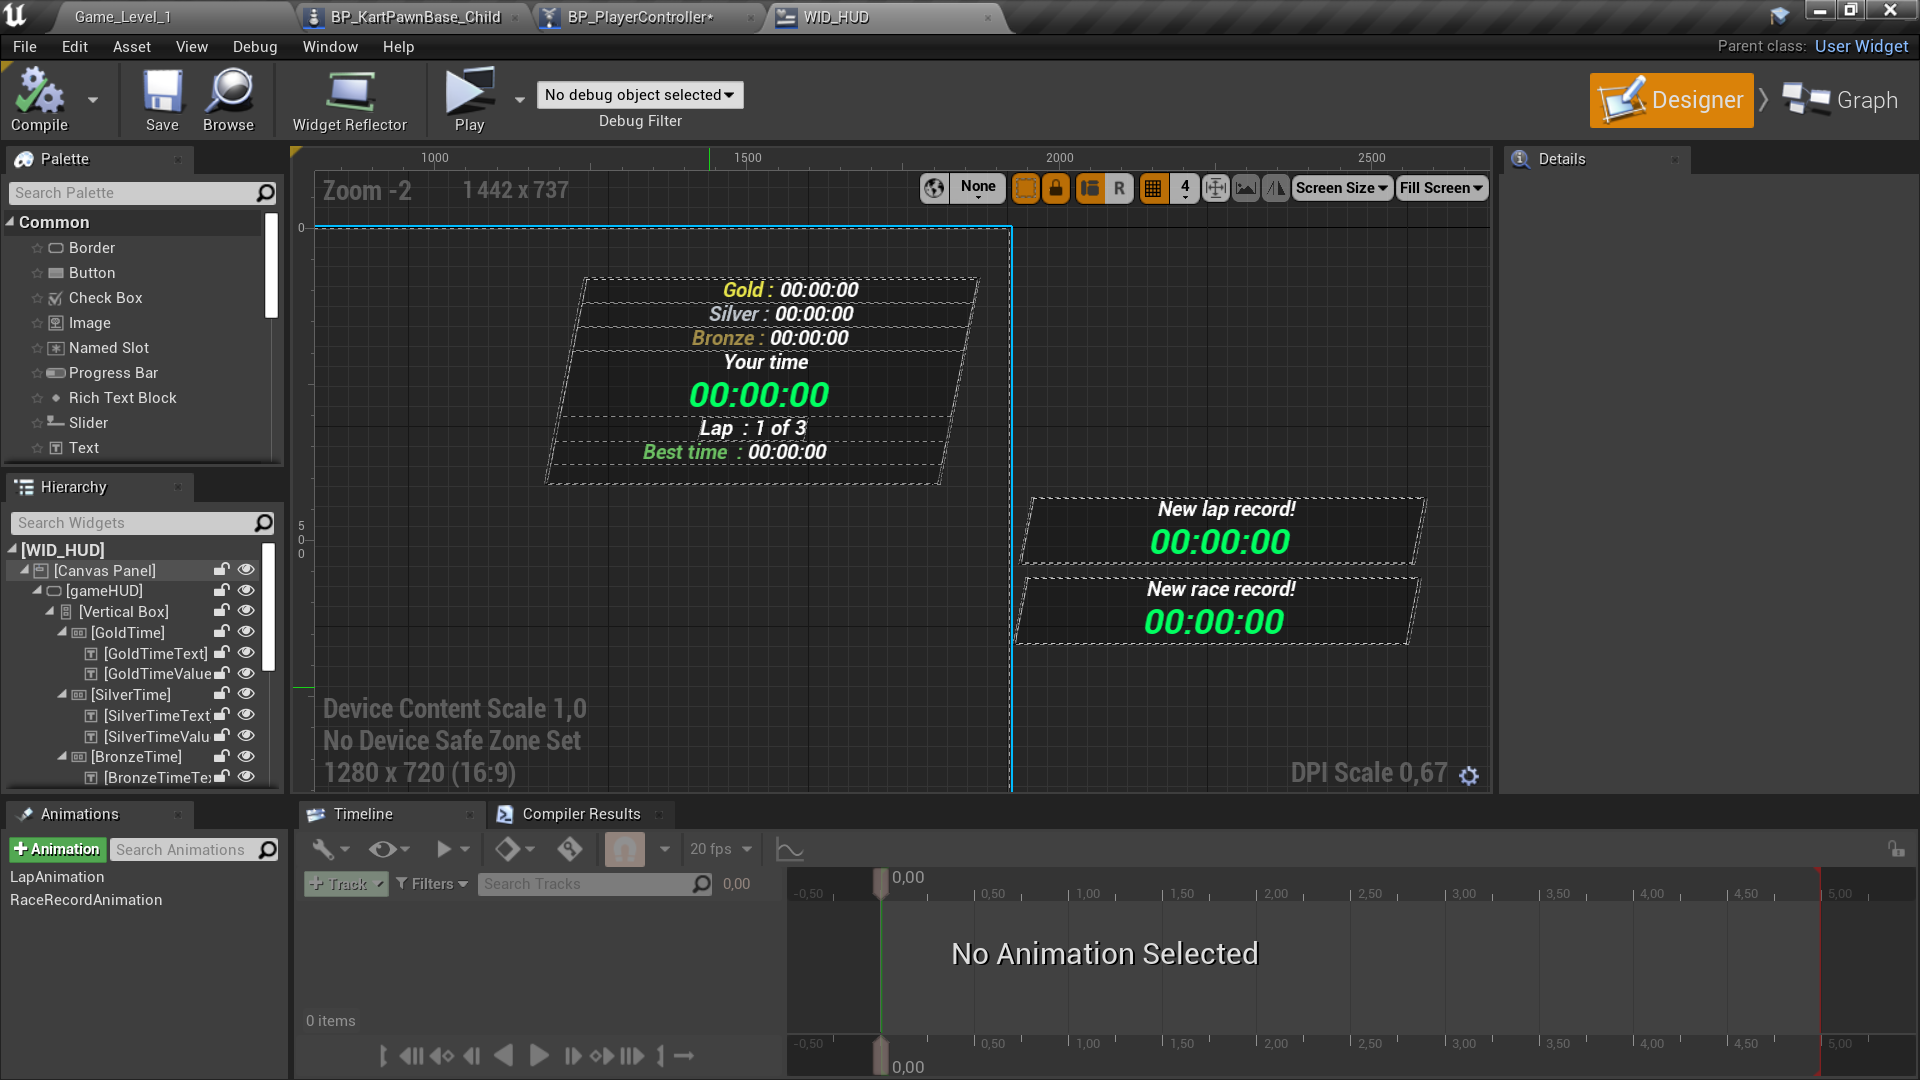 Game_Level_1
BP_KartPawnBase_Child
BP_PlayerController*
WID_HUD
File Edit Asset View Debug Window Help
Parent class: User Widget
Compile
Save
Browse
Widget Reflector
Play
No debug object selected
Debug Filter
Designer
Graph
Palette
Search Palette
Common
Border
Button
Check Box
Image
Named Slot
Progress Bar
Rich Text Block
Slider
Text
Hierarchy
Search Widgets
[WID_HUD]
[Canvas Panel]
[gameHUD]
[Vertical Box]
[GoldTime]
[GoldTimeText]
[GoldTimeValue
[SilverTime]
[SilverTimeText]
[SilverTimeValu
[BronzeTime]
[BronzeTimeTex
1000 1500 2000 2500
Zoom -2 1 442 x 737
None R 4 Screen Size Fill Screen
0
5
0
0
Gold : 00:00:00
Silver : 00:00:00
Bronze : 00:00:00
Your time
00:00:00
Lap : 1 of 3
Best time : 00:00:00
New lap record!
00:00:00
New race record!
00:00:00
Device Content Scale 1,0
No Device Safe Zone Set
1280 x 720 (16:9)
DPI Scale 0,67
Details
Animations
+ Animation
Search Animations
LapAnimation
RaceRecordAnimation
Timeline
Compiler Results
20 fps
+ Track
Filters
Search Tracks
0,00
0,00
-0,50 0,50 1,00 1,50 2,00 2,50 3,00 3,50 4,00 4,50 5,00
No Animation Selected
0 items
-0,50 0,50 1,00 1,50 2,00 2,50 3,00 3,50 4,00 4,50 5,00
0,00